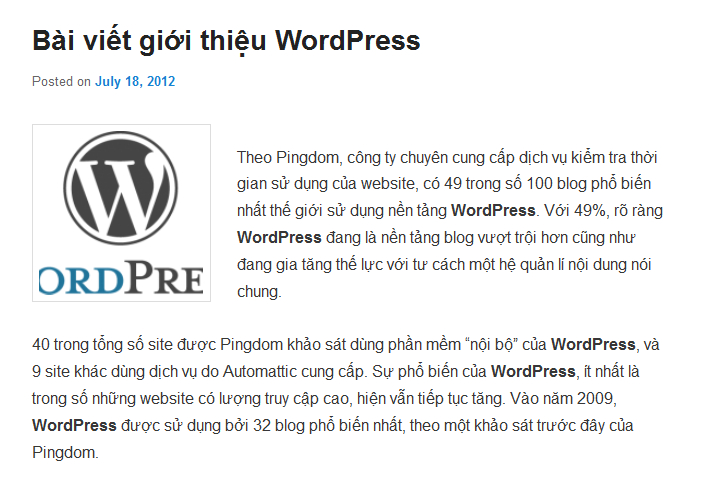 Bài viết giới thiệu WordPress
Posted on July 18, 2012
W
ORDPRE
Theo Pingdom, công ty chuyên cung cấp dịch vụ kiểm tra thời
gian sử dụng của website, có 49 trong số 100 blog phổ biến
nhất thế giới sử dụng nền tảng WordPress. Với 49%, rõ ràng
WordPress đang là nền tảng blog vượt trội hơn cũng như
đang gia tăng thế lực với tư cách một hệ quản lí nội dung nói
chung.
40 trong tổng số site được Pingdom khảo sát dùng phần mềm “nội bộ” của WordPress, và
9 site khác dùng dịch vụ do Automattic cung cấp. Sự phổ biến của WordPress, ít nhất là
trong số những website có lượng truy cập cao, hiện vẫn tiếp tục tăng. Vào năm 2009,
WordPress được sử dụng bởi 32 blog phổ biến nhất, theo một khảo sát trước đây của
Pingdom.